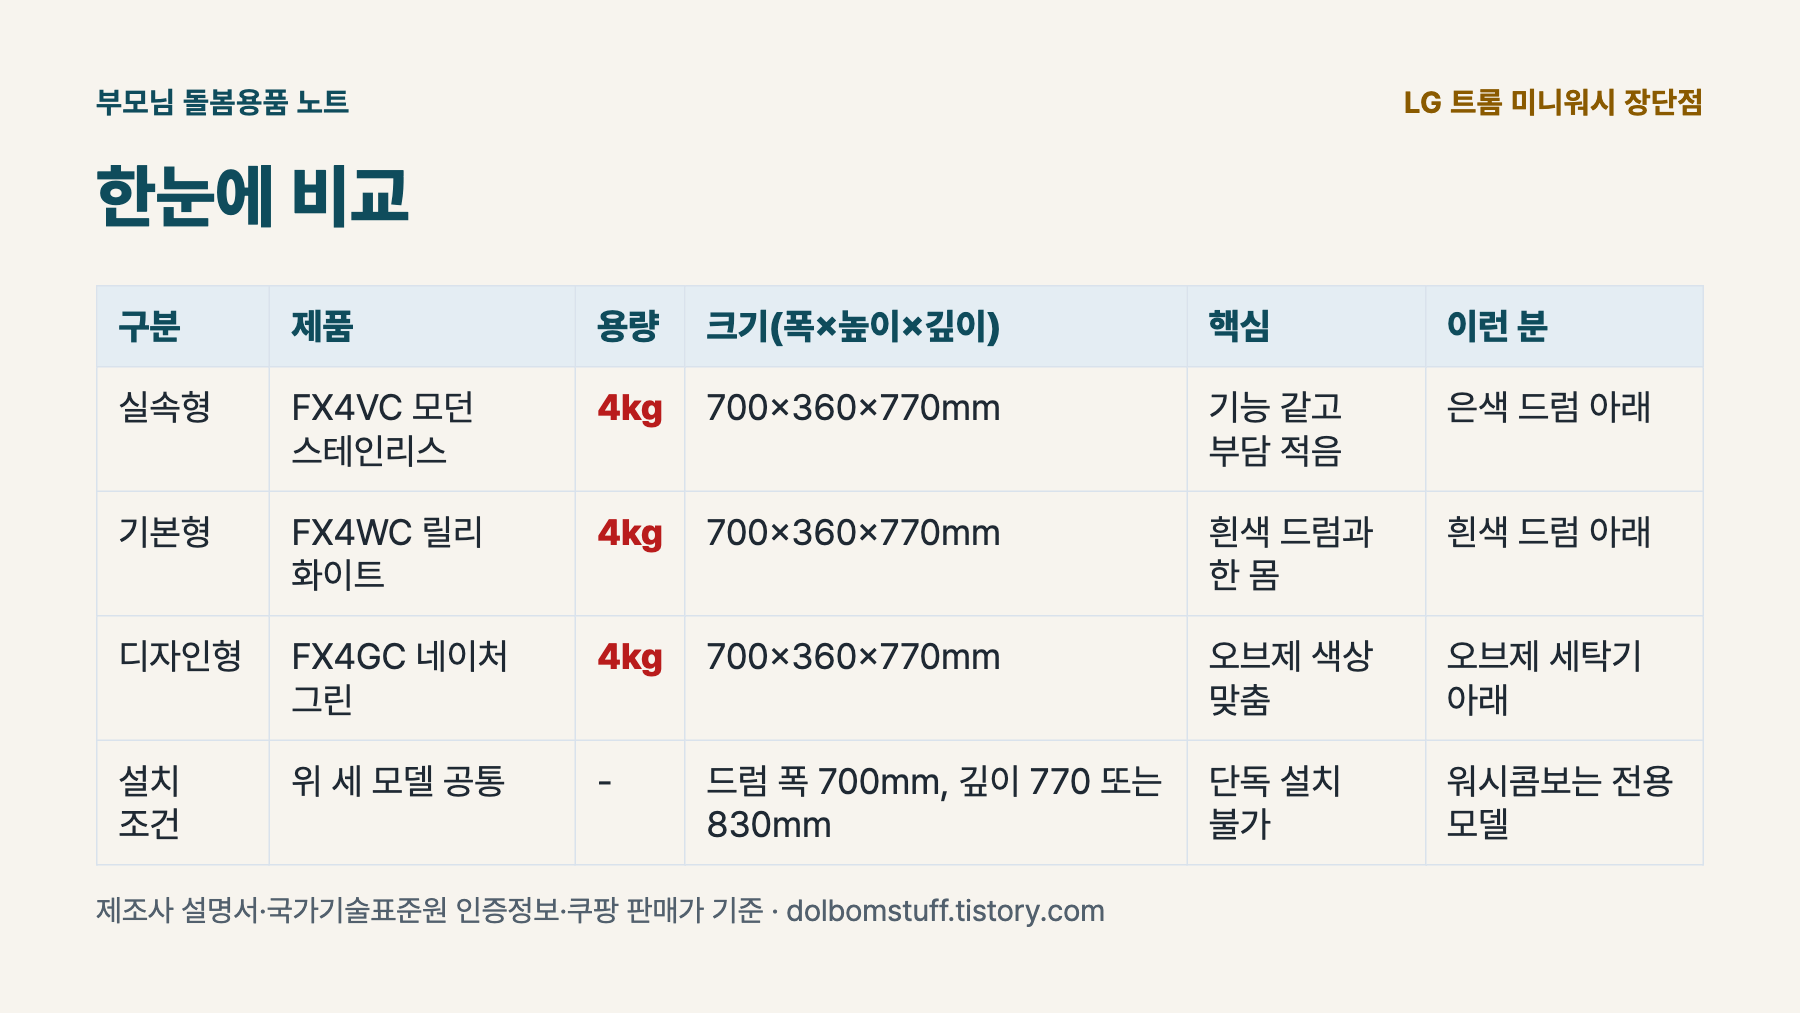 부모님 돌봄용품 노트
LG 트롬 미니워시 장단점
한눈에 비교
구분 제품 용량 크기(폭×높이×깊이) 핵심 이런 분
실속형 FX4VC 모던 4kg 700×360×770mm 기능 같고 은색 드럼 아래
스테인리스 부담 적음
기본형 FX4WC 릴리 4kg 700×360×770mm 흰색 드럼과 흰색 드럼 아래
화이트 한 몸
디자인형 FX4GC 네이처 4kg 700×360×770mm 오브제 색상 오브제 세탁기
그린 맞춤 아래
설치 위 세 모델 공통 - 드럼 폭 700mm, 깊이 770 또는 단독 설치 워시콤보는 전용
조건 830mm 불가 모델
제조사 설명서·국가기술표준원 인증정보·쿠팡 판매가 기준 · dolbomstuff.tistory.com